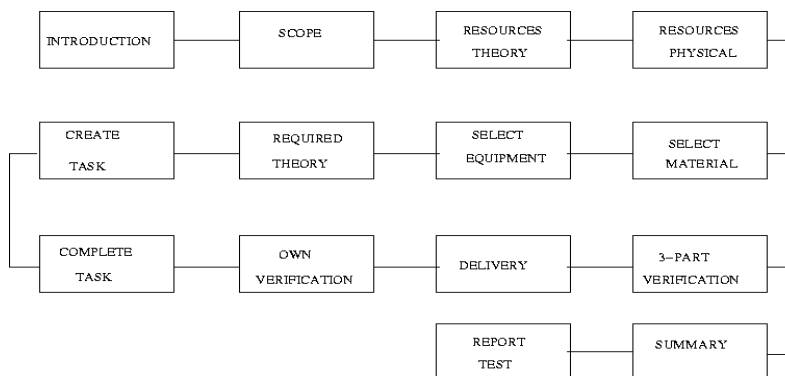 INTRODUCTION
SCOPE
RESOURCES
THEORY
RESOURCES
PHYSICAL
CREATE
TASK
REQUIRED
THEORY
SELECT
EQUIPMENT
SELECT
MATERIAL
COMPLETE
TASK
OWN
VERIFICATION
DELIVERY
3-PART
VERIFICATION
REPORT
TEST
SUMMARY